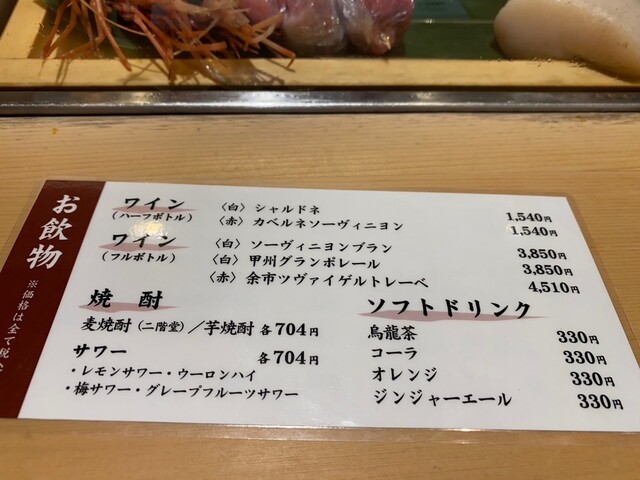 お飲物
※価格は全て税
ワイン
(ハーフボトル)
〈白〉シャルドネ 1,540円
〈赤〉カベルネソーヴィニヨン 1,540円
ワイン
(フルボトル)
〈白〉ソーヴィニヨンブラン 3,850円
〈白〉甲州グランポレール 3,850円
〈赤〉余市ツヴァイゲルトレーベ 4,510円
焼酎
麦焼酎(二階堂)/芋焼酎 各704円
サワー 各704円
・レモンサワー・ウーロンハイ
・梅サワー・グレープフルーツサワー
ソフトドリンク
烏龍茶 330円
コーラ 330円
オレンジ 330円
ジンジャーエール 330円